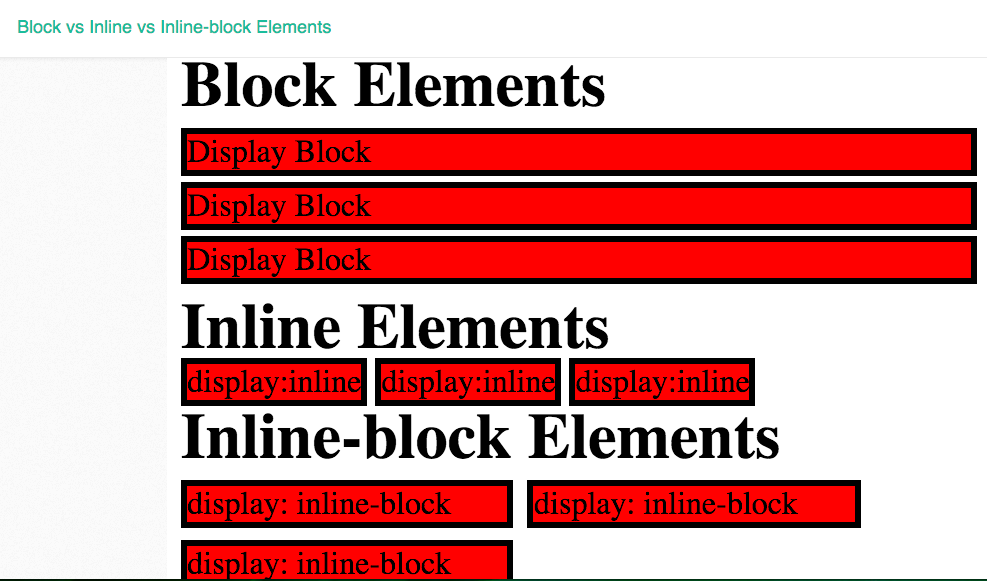 Block vs Inline vs Inline-block Elements
Block Elements
Display Block
Display Block
Display Block
Inline Elements
display:inline display:inline display:inline
Inline-block Elements
display: inline-block display: inline-block
display: inline-block